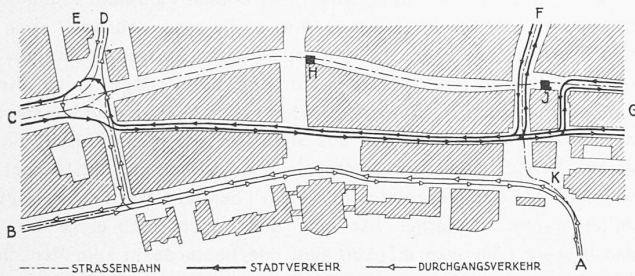 E D F
H
J
C G
K
B
A
STRASSENBAHN STADTVERKEHR DURCHGANGSVERKEHR